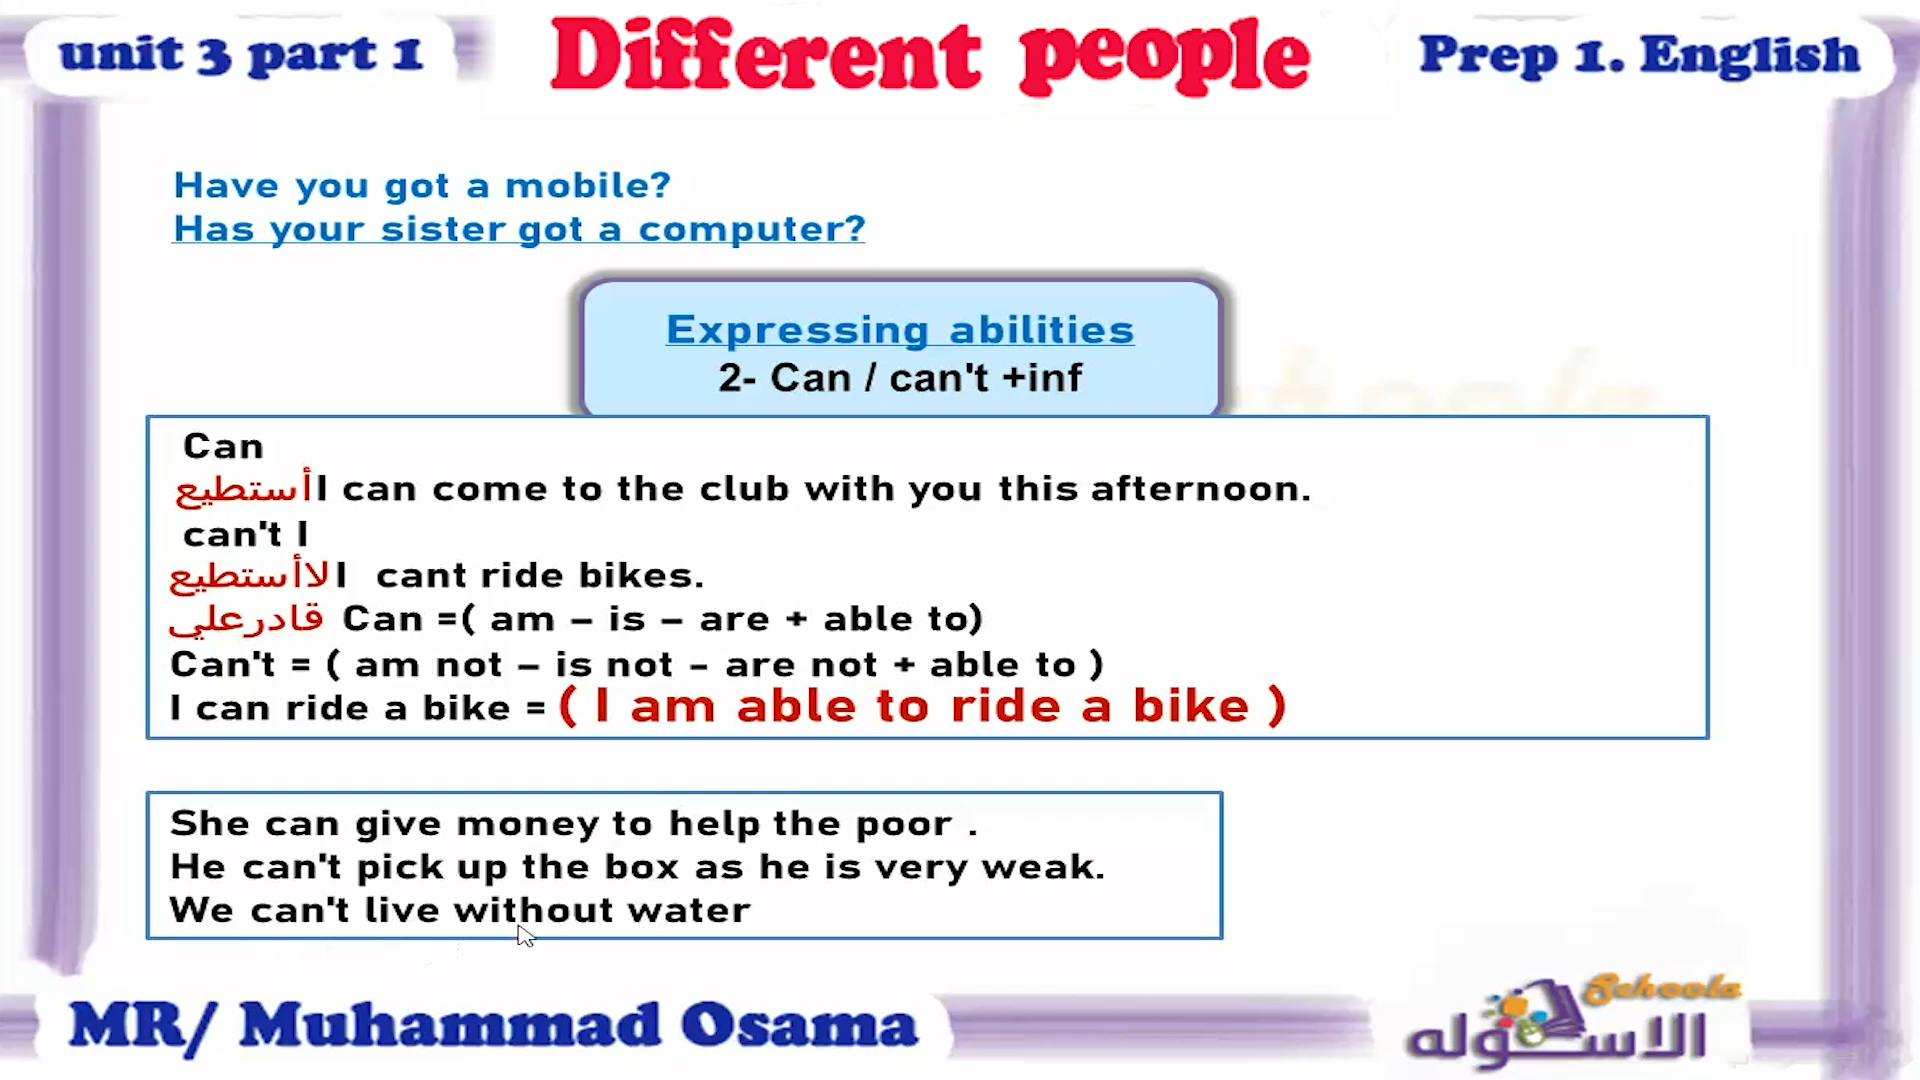 unit 3 part 1
Different people
Prep 1. English
Have you got a mobile?
Has your sister got a computer?
Expressing abilities
2- Can / can't +inf
Can
أستطيع I can come to the club with you this afternoon.
can't I
لاأستطيع I cant ride bikes.
قادرعلي Can =( am – is – are + able to)
Can't = ( am not – is not - are not + able to )
I can ride a bike = ( I am able to ride a bike )
She can give money to help the poor .
He can't pick up the box as he is very weak.
We can't live without water
MR/ Muhammad Osama
Schoola
الاسكوله